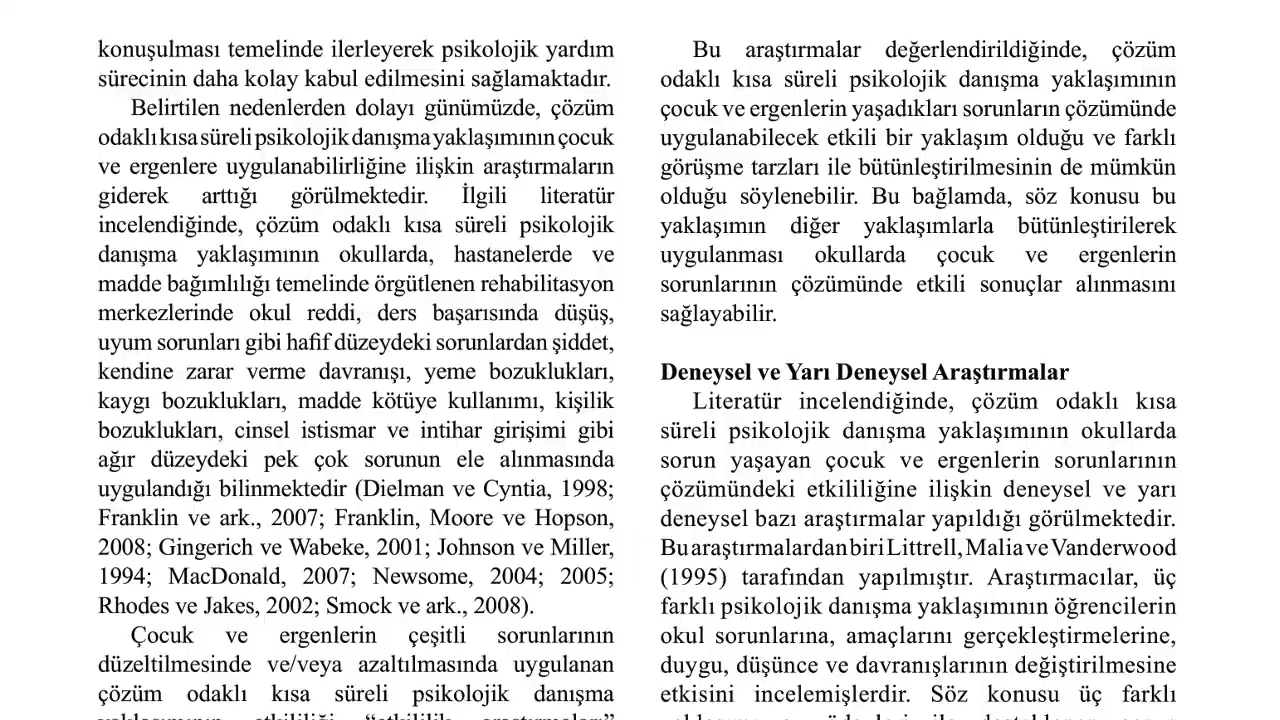 konuşulması temelinde ilerleyerek psikolojik yardım
sürecinin daha kolay kabul edilmesini sağlamaktadır.
Belirtilen nedenlerden dolayı günümüzde, çözüm
odaklı kısa süreli psikolojik danışma yaklaşımının çocuk
ve ergenlere uygulanabilirliğine ilişkin araştırmaların
giderek arttığı görülmektedir. İlgili literatür
incelendiğinde, çözüm odaklı kısa süreli psikolojik
danışma yaklaşımının okullarda, hastanelerde ve
madde bağımlılığı temelinde örgütlenen rehabilitasyon
merkezlerinde okul reddi, ders başarısında düşüş,
uyum sorunları gibi hafif düzeydeki sorunlardan şiddet,
kendine zarar verme davranışı, yeme bozuklukları,
kaygı bozuklukları, madde kötüye kullanımı, kişilik
bozuklukları, cinsel istismar ve intihar girişimi gibi
ağır düzeydeki pek çok sorunun ele alınmasında
uygulandığı bilinmektedir (Dielman ve Cyntia, 1998;
Franklin ve ark., 2007; Franklin, Moore ve Hopson,
2008; Gingerich ve Wabeke, 2001; Johnson ve Miller,
1994; MacDonald, 2007; Newsome, 2004; 2005;
Rhodes ve Jakes, 2002; Smock ve ark., 2008).
Çocuk ve ergenlerin çeşitli sorunlarının
düzeltilmesinde ve/veya azaltılmasında uygulanan
çözüm odaklı kısa süreli psikolojik danışma
Bu araştırmalar değerlendirildiğinde, çözüm
odaklı kısa süreli psikolojik danışma yaklaşımının
çocuk ve ergenlerin yaşadıkları sorunların çözümünde
uygulanabilecek etkili bir yaklaşım olduğu ve farklı
görüşme tarzları ile bütünleştirilmesinin de mümkün
olduğu söylenebilir. Bu bağlamda, söz konusu bu
yaklaşımın diğer yaklaşımlarla bütünleştirilerek
uygulanması okullarda çocuk ve ergenlerin
sorunlarının çözümünde etkili sonuçlar alınmasını
sağlayabilir.
Deneysel ve Yarı Deneysel Araştırmalar
Literatür incelendiğinde, çözüm odaklı kısa
süreli psikolojik danışma yaklaşımının okullarda
sorun yaşayan çocuk ve ergenlerin sorunlarının
çözümündeki etkililiğine ilişkin deneysel ve yarı
deneysel bazı araştırmalar yapıldığı görülmektedir.
Bu araştırmalardan biri Littrell, Malia ve Vanderwood
(1995) tarafından yapılmıştır. Araştırmacılar, üç
farklı psikolojik danışma yaklaşımının öğrencilerin
okul sorunlarına, amaçlarını gerçekleştirmelerine,
duygu, düşünce ve davranışlarının değiştirilmesine
etkisini incelemişlerdir. Söz konusu üç farklı